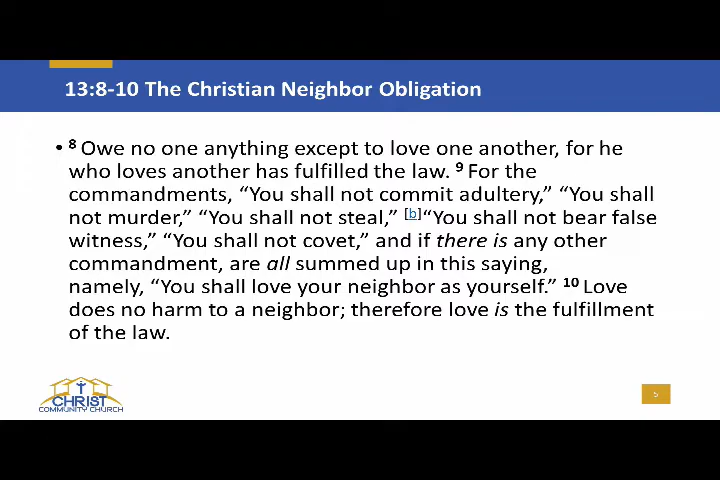 13:8-10 The Christian Neighbor Obligation
• 8 Owe no one anything except to love one another, for he
who loves another has fulfilled the law. 9 For the
commandments, “You shall not commit adultery,” “You shall
not murder,” “You shall not steal,” [b]“You shall not bear false
witness,” “You shall not covet,” and if there is any other
commandment, are all summed up in this saying,
namely, “You shall love your neighbor as yourself.” 10 Love
does no harm to a neighbor; therefore love is the fulfillment
of the law.
CHRIST
COMMUNITY CHURCH
5